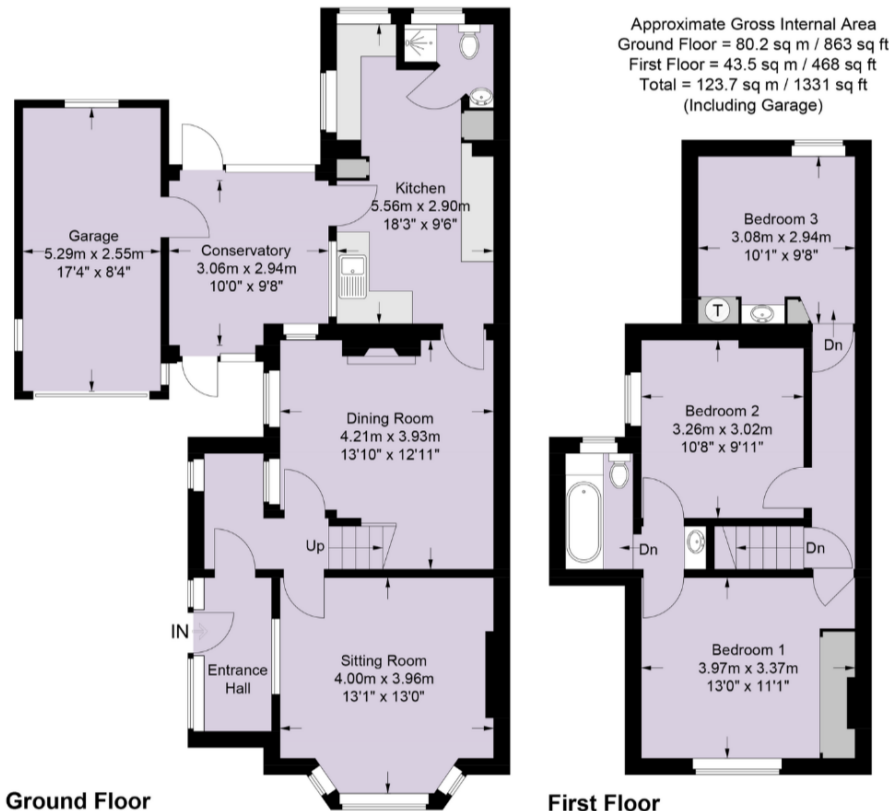 Approximate Gross Internal Area
Ground Floor = 80.2 sq m / 863 sq ft
First Floor = 43.5 sq m / 468 sq ft
Total = 123.7 sq m / 1331 sq ft
(Including Garage)
Garage
5.29m x 2.55m
17'4" x 8'4"
Conservatory
3.06m x 2.94m
10'0" x 9'8"
Kitchen
5.56m x 2.90m
18'3" x 9'6"
Dining Room
4.21m x 3.93m
13'10" x 12'11"
Up
IN
Entrance
Hall
Sitting Room
4.00m x 3.96m
13'1" x 13'0"
Ground Floor
Bedroom 3
3.08m x 2.94m
10'1" x 9'8"
T
Dn
Bedroom 2
3.26m x 3.02m
10'8" x 9'11"
Dn
Dn
Bedroom 1
3.97m x 3.37m
13'0 x 11'1"
First Floor